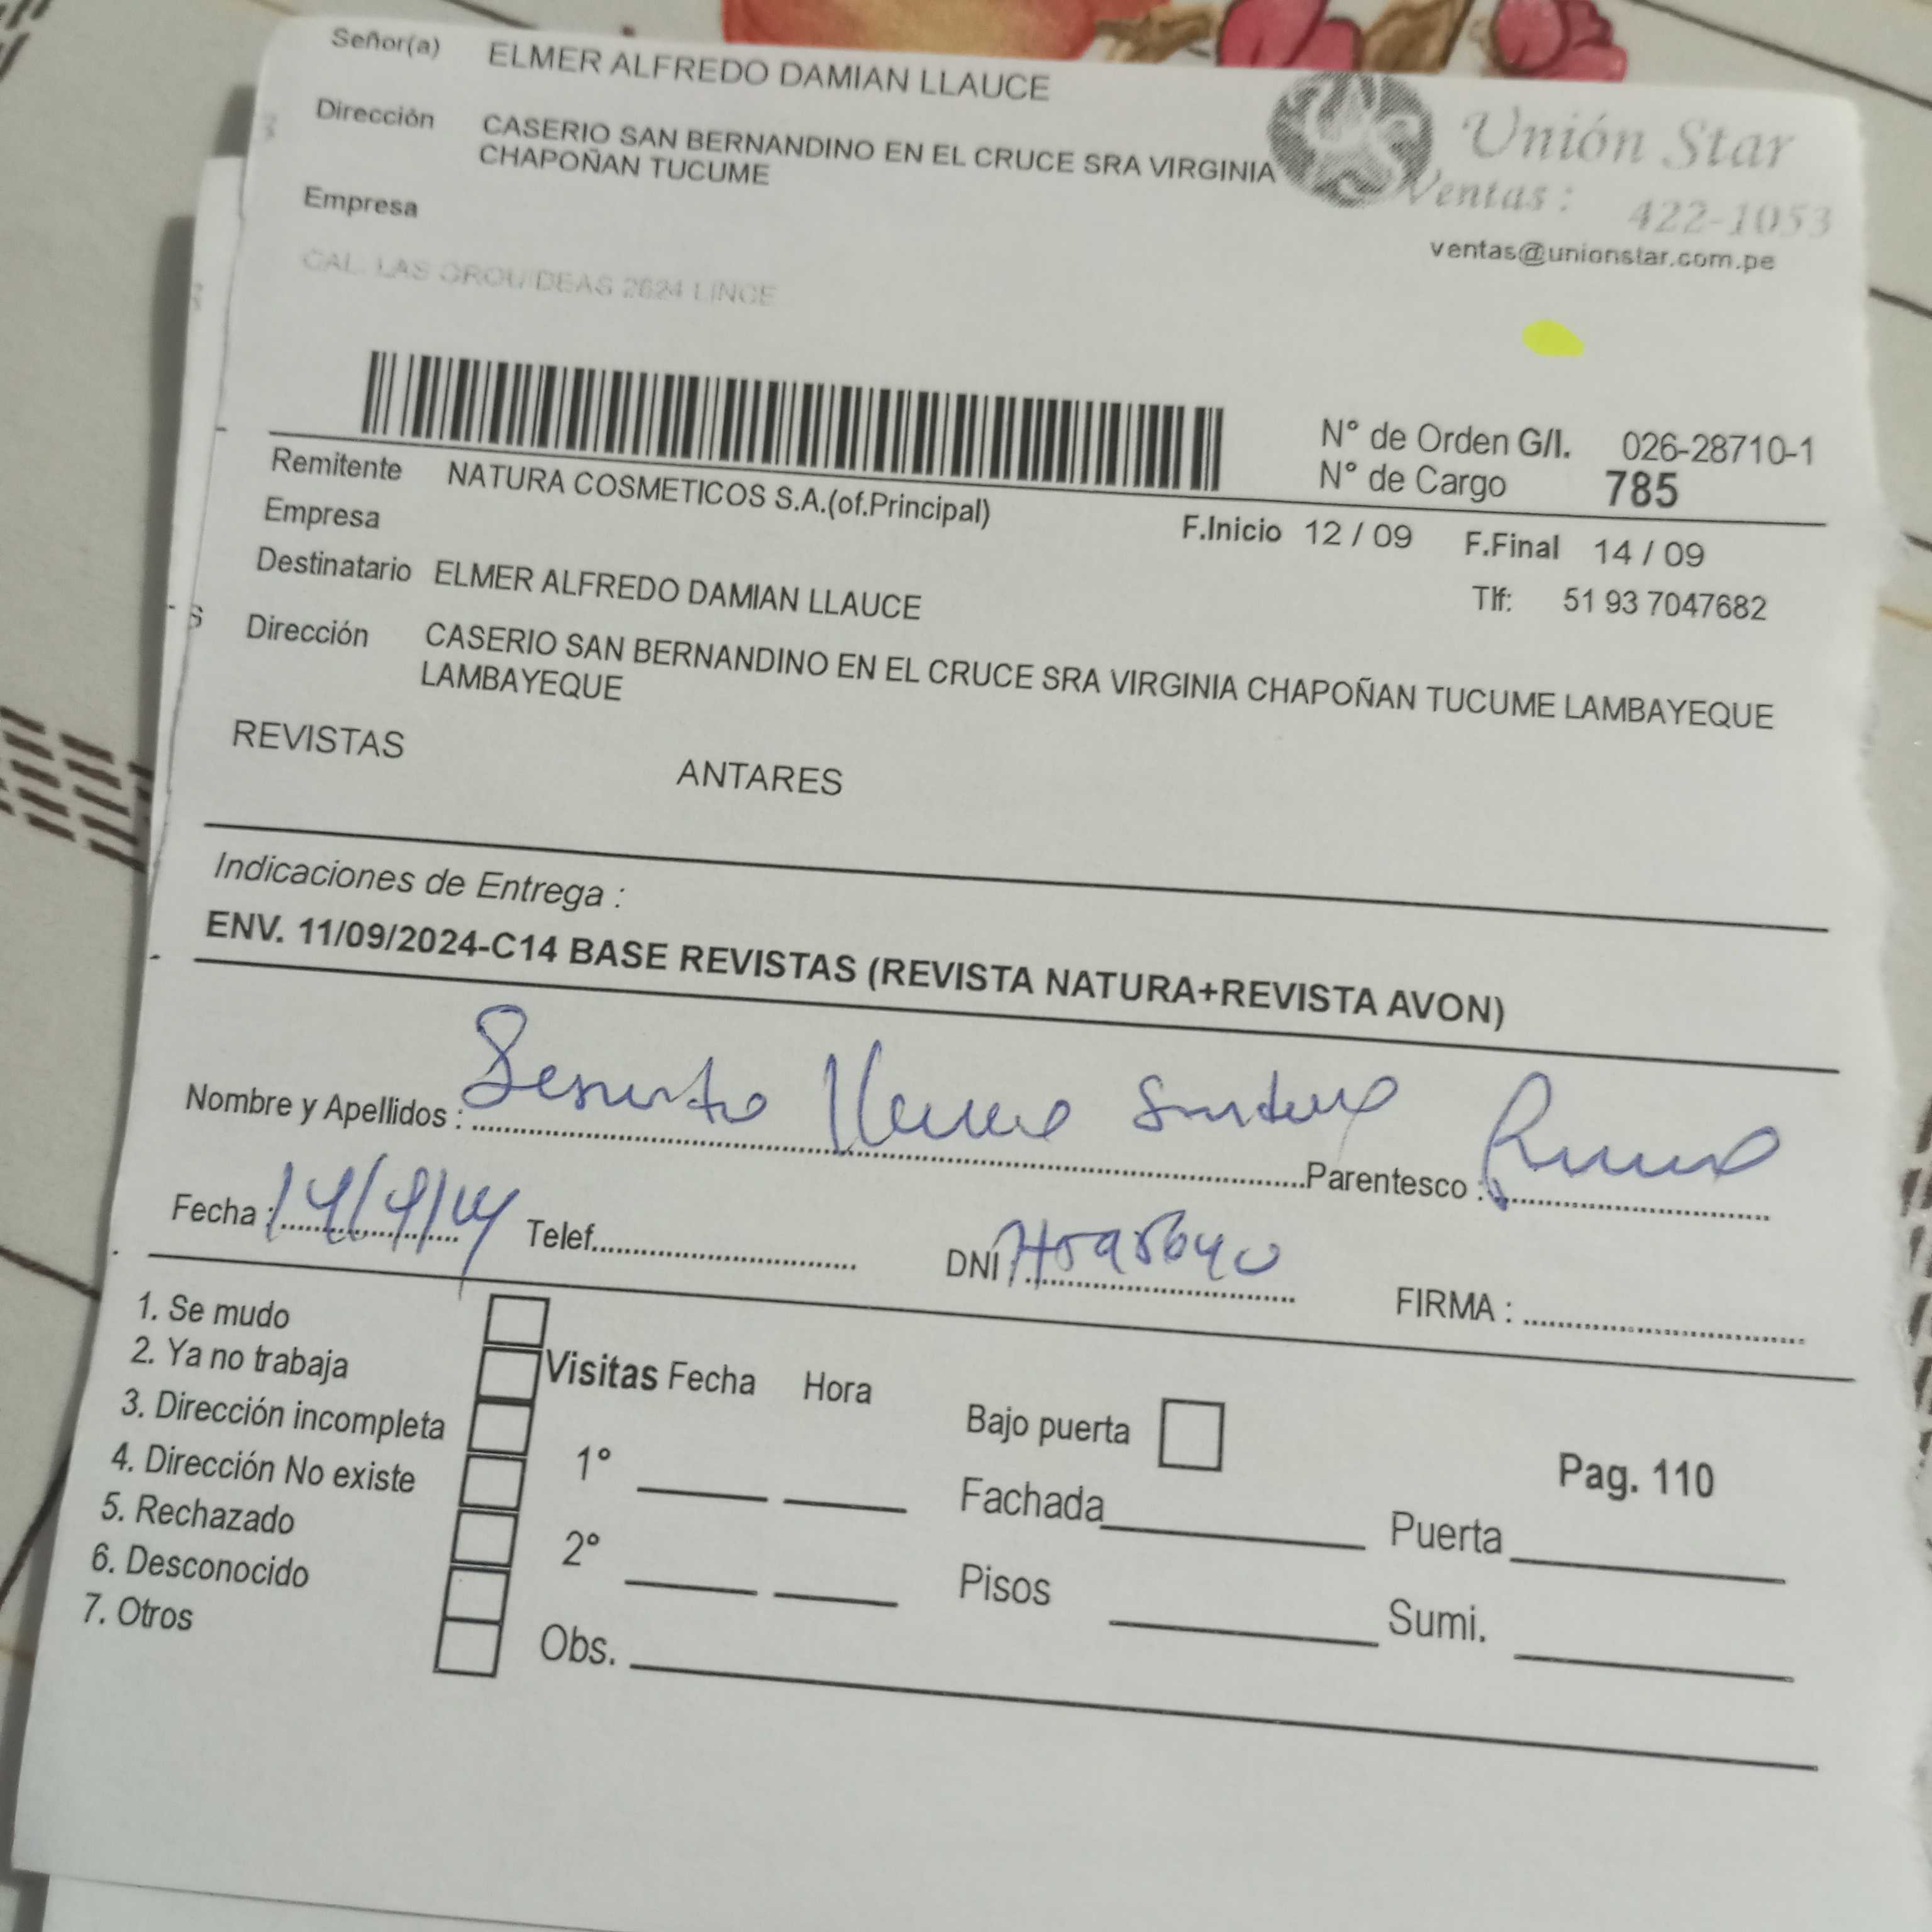 Señor(a) ELMER ALFREDO DAMIAN LLAUCE
Dirección CASERIO SAN BERNANDINO EN EL CRUCE SRA VIRGINIA
CHAPOÑAN TUCUME
Unión Star
Ventas: 422-1053
ventas@unionstar.com.pe
Empresa
CAL. LAS ORQUIDEAS 2624 LINCE
N° de Orden G/I. 026-28710-1
N° de Cargo 785
Remitente NATURA COSMETICOS S.A.(of.Principal)
F.Inicio 12 / 09 F.Final 14 / 09
Empresa
Destinatario ELMER ALFREDO DAMIAN LLAUCE
Tlf: 51 93 7047682
Dirección CASERIO SAN BERNANDINO EN EL CRUCE SRA VIRGINIA CHAPOÑAN TUCUME LAMBAYEQUE
LAMBAYEQUE
REVISTAS ANTARES
Indicaciones de Entrega :
ENV. 11/09/2024-C14 BASE REVISTAS (REVISTA NATURA+REVISTA AVON)
Nombre y Apellidos : Parentesco :
Fecha : Telef. DNI FIRMA :
1. Se mudo
2. Ya no trabaja
3. Dirección incompleta
4. Dirección No existe
5. Rechazado
6. Desconocido
7. Otros
Visitas Fecha Hora
1°
2°
Obs.
Bajo puerta
Fachada Puerta
Pisos Sumi.
Pag. 110